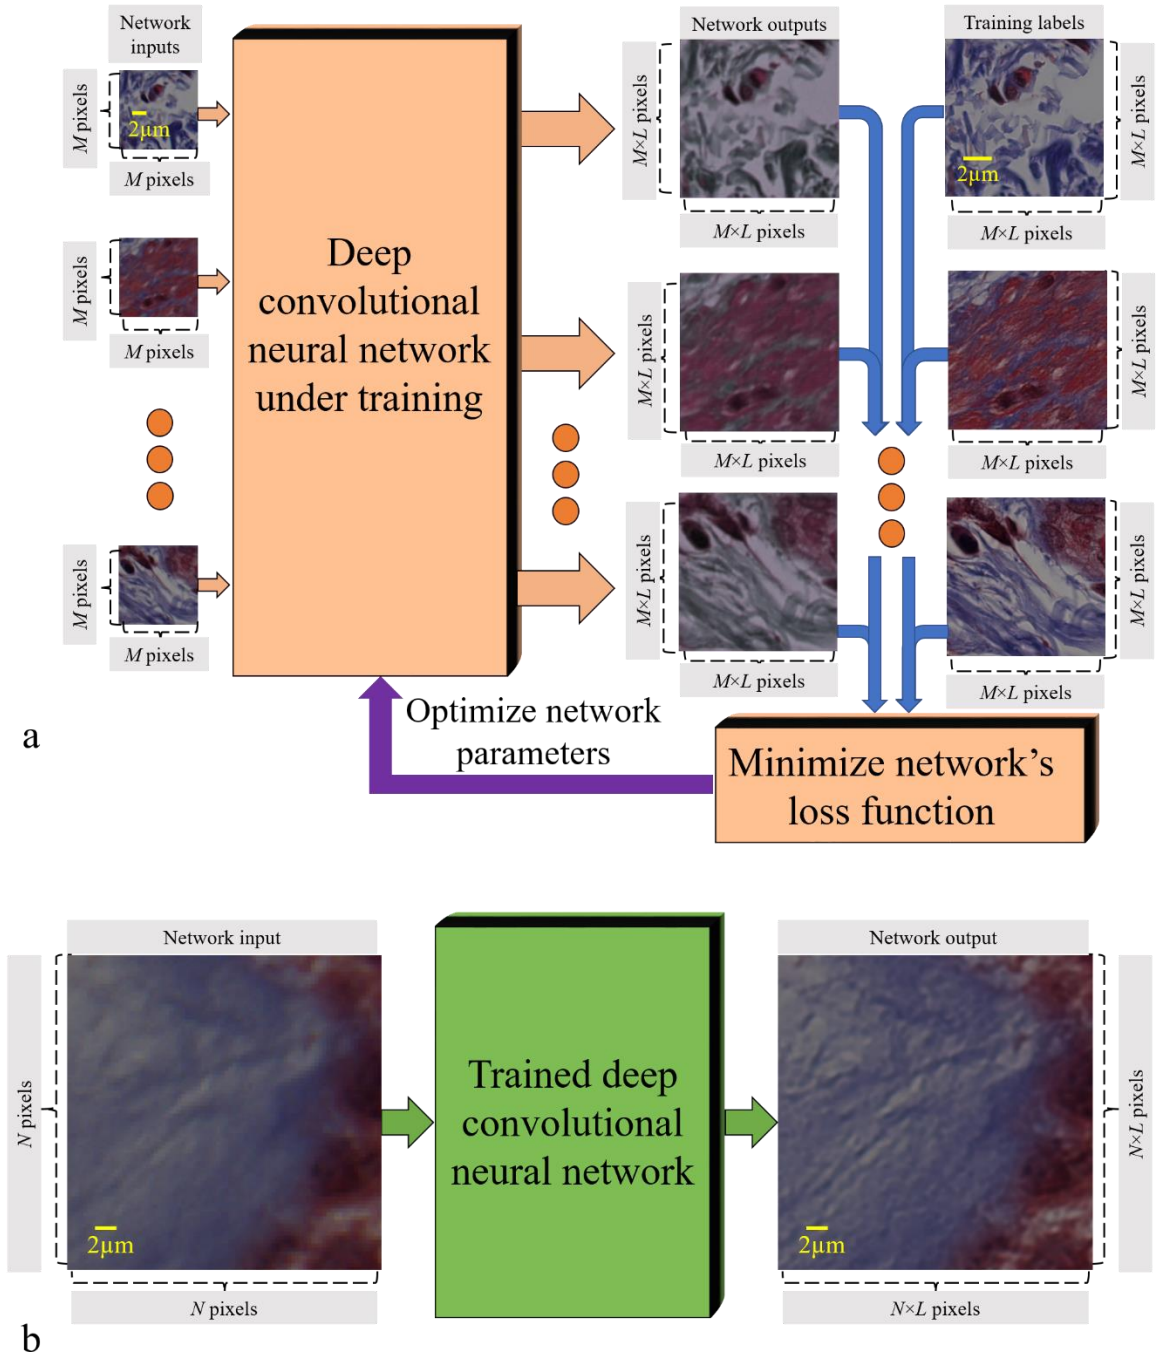 Network
inputs
Network outputs
Training labels
M pixels
2μm
M pixels
M×L pixels
M×L pixels
2μm
M×L pixels
M×L pixels
M pixels
M pixels
Deep
convolutional
neural network
under training
M×L pixels
M×L pixels
M×L pixels
M×L pixels
M pixels
M pixels
M×L pixels
M×L pixels
M×L pixels
M×L pixels
Optimize network
parameters
Minimize network's
loss function
a
Network input
Network output
N pixels
2μm
N pixels
Trained deep
convolutional
neural network
2μm
N×L pixels
N×L pixels
b